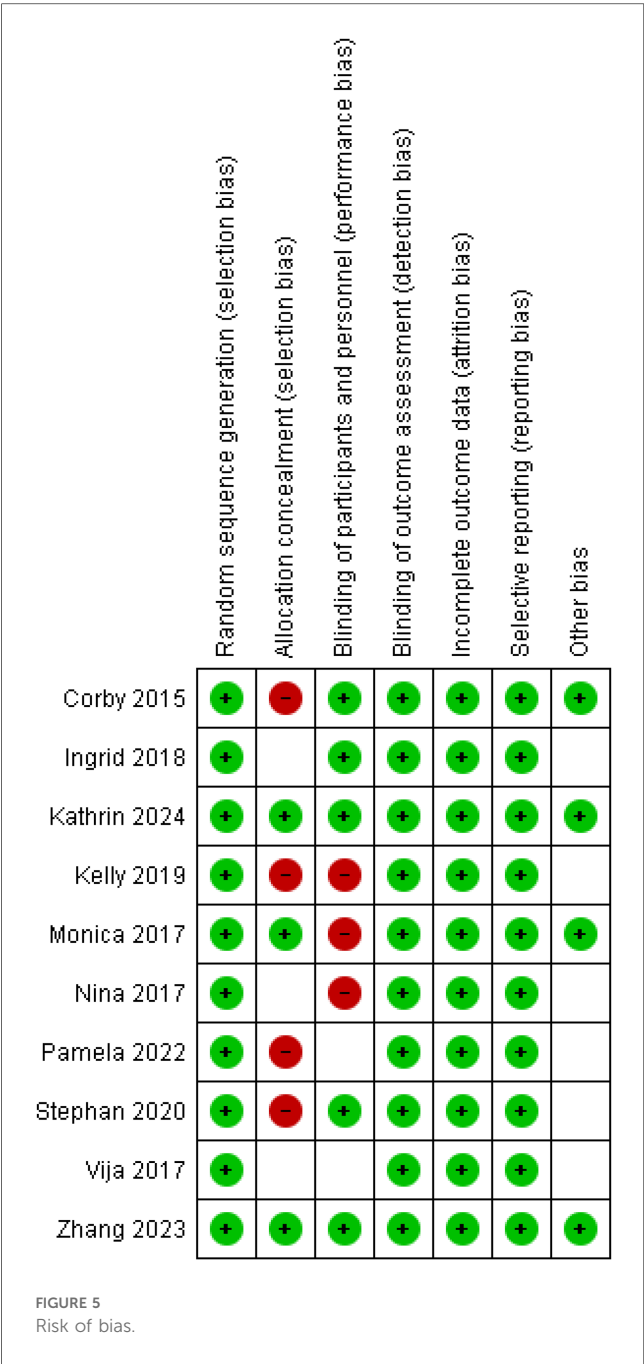 Random sequence generation (selection bias)
Allocation concealment (selection bias)
Blinding of participants and personnel (performance bias)
Blinding of outcome assessment (detection bias)
Incomplete outcome data (attrition bias)
Selective reporting (reporting bias)
Other bias
Corby 2015 + - + + + + +
Ingrid 2018 + + + + +
Kathrin 2024 + + + + + + +
Kelly 2019 + - - + + +
Monica 2017 + + - + + + +
Nina 2017 + - + + +
Pamela 2022 + - + + +
Stephan 2020 + - + + + +
Vija 2017 + + + +
Zhang 2023 + + + + + + +
FIGURE 5
Risk of bias.